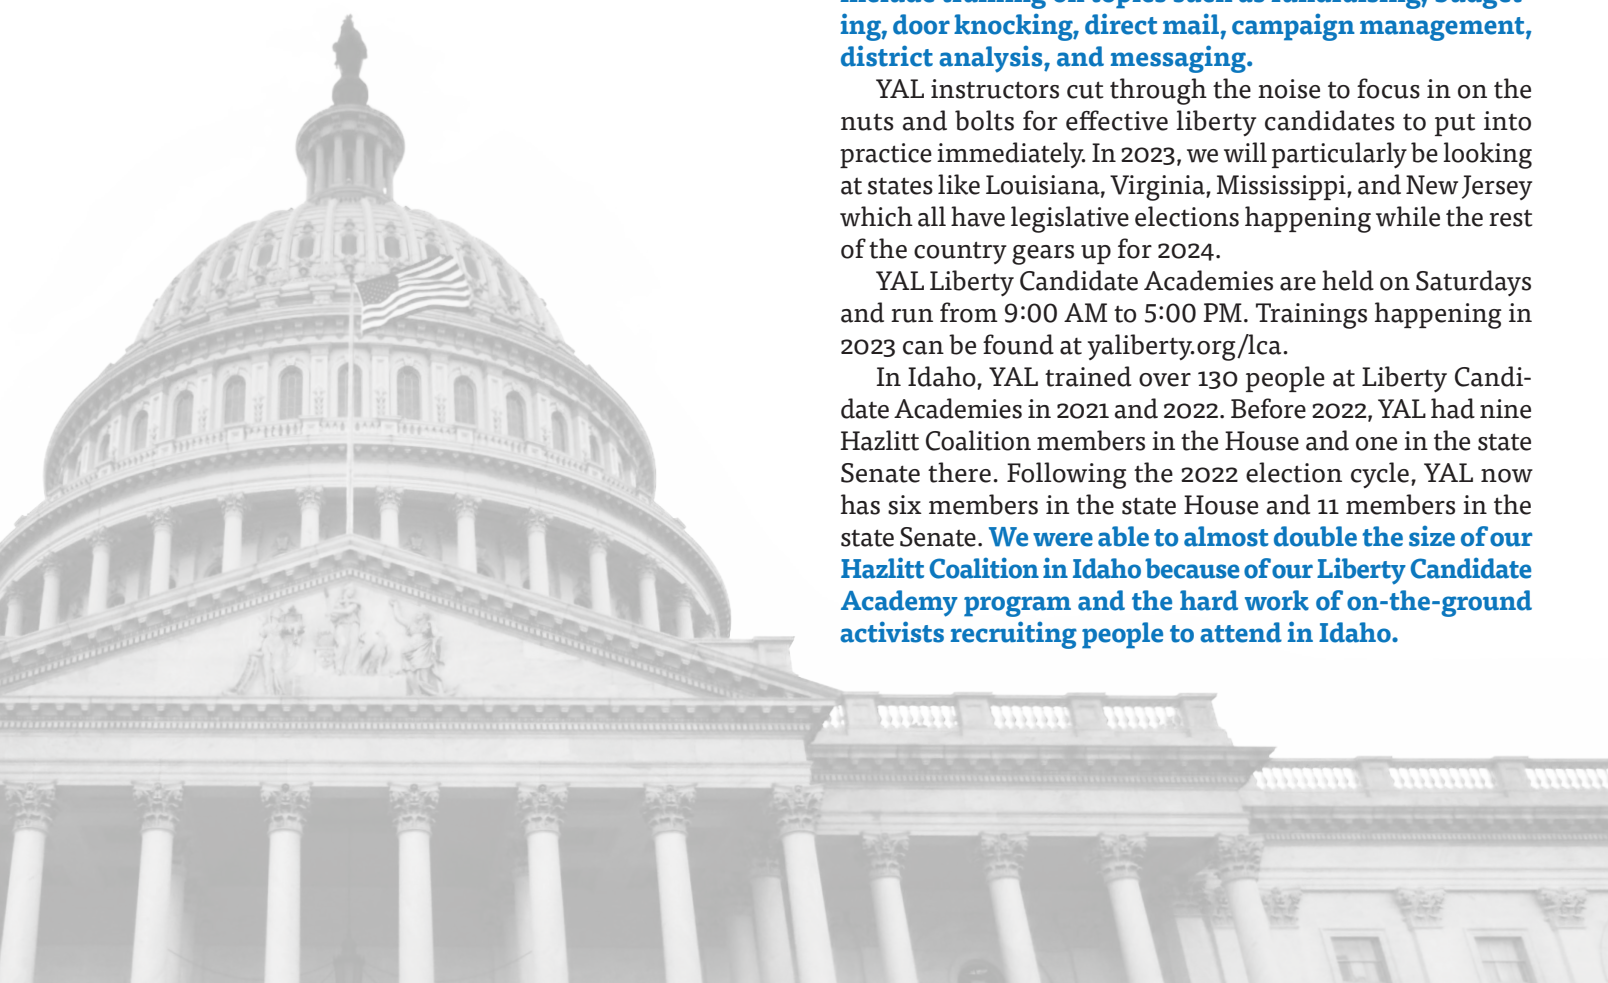 include training on topics such as fundraising, budget-
ing, door knocking, direct mail, campaign management,
district analysis, and messaging.
YAL instructors cut through the noise to focus in on the
nuts and bolts for effective liberty candidates to put into
practice immediately. In 2023, we will particularly be looking
at states like Louisiana, Virginia, Mississippi, and New Jersey
which all have legislative elections happening while the rest
of the country gears up for 2024.
YAL Liberty Candidate Academies are held on Saturdays
and run from 9:00 AM to 5:00 PM. Trainings happening in
2023 can be found at yaliberty.org/lca.
In Idaho, YAL trained over 130 people at Liberty Candi-
date Academies in 2021 and 2022. Before 2022, YAL had nine
Hazlitt Coalition members in the House and one in the state
Senate there. Following the 2022 election cycle, YAL now
has six members in the state House and 11 members in the
state Senate. We were able to almost double the size of our
Hazlitt Coalition in Idaho because of our Liberty Candidate
Academy program and the hard work of on-the-ground
activists recruiting people to attend in Idaho.